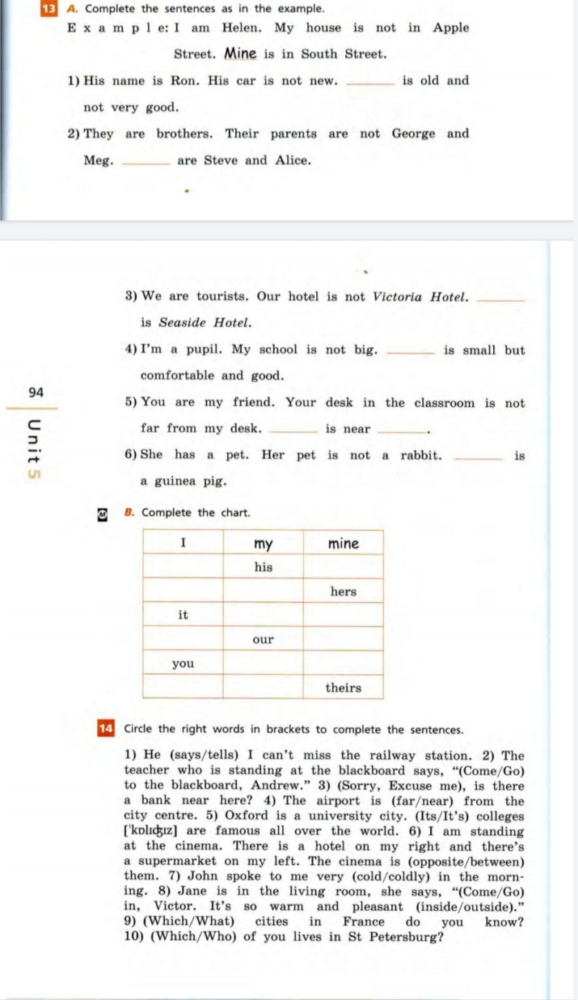 13 A. Complete the sentences as in the example.
E x a m p l e: I am Helen. My house is not in Apple
Street. Mine is in South Street.
1) His name is Ron. His car is not new. ______ is old and
not very good.
2) They are brothers. Their parents are not George and
Meg. ______ are Steve and Alice.
3) We are tourists. Our hotel is not Victoria Hotel. ______
is Seaside Hotel.
4) I'm a pupil. My school is not big. ______ is small but
comfortable and good.
94
5) You are my friend. Your desk in the classroom is not
far from my desk. ______ is near ______.
Unit 5
6) She has a pet. Her pet is not a rabbit. ______ is
a guinea pig.
B. Complete the chart.
I my mine
his
hers
it
our
you
theirs
14 Circle the right words in brackets to complete the sentences.
1) He (says/tells) I can't miss the railway station. 2) The
teacher who is standing at the blackboard says, "(Come/Go)
to the blackboard, Andrew." 3) (Sorry, Excuse me), is there
a bank near here? 4) The airport is (far/near) from the
city centre. 5) Oxford is a university city. (Its/It's) colleges
[ˈkɒlɪʤɪz] are famous all over the world. 6) I am standing
at the cinema. There is a hotel on my right and there's
a supermarket on my left. The cinema is (opposite/between)
them. 7) John spoke to me very (cold/coldly) in the morn-
ing. 8) Jane is in the living room, she says, "(Come/Go)
in, Victor. It's so warm and pleasant (inside/outside)."
9) (Which/What) cities in France do you know?
10) (Which/Who) of you lives in St Petersburg?